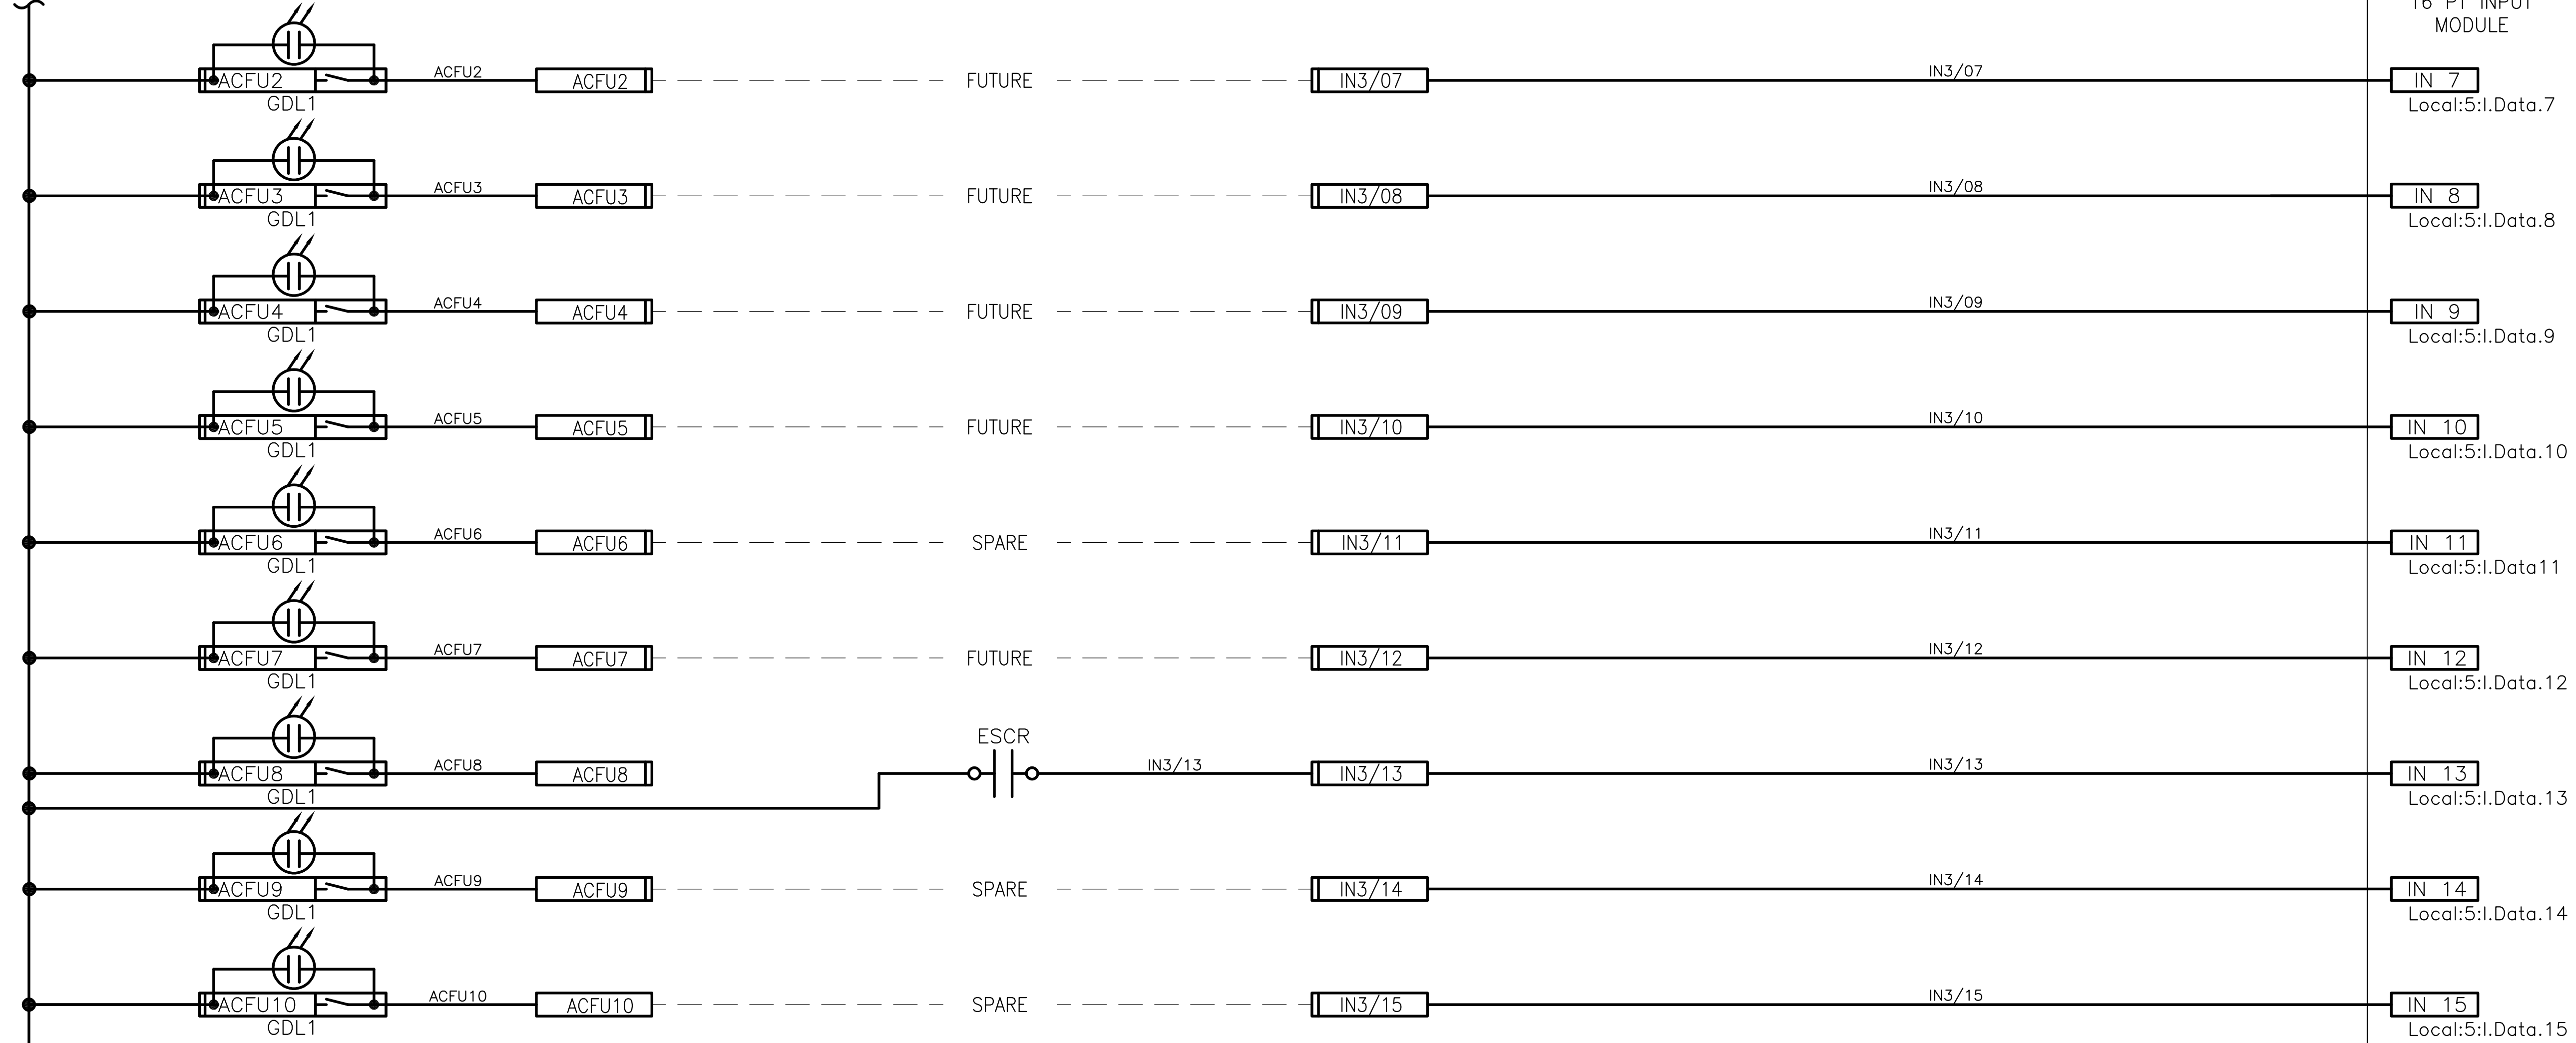 16 PT INPUT
MODULE
ACFU2 ACFU2 ACFU2 FUTURE IN3/07 IN3/07 IN 7
GDL1 Local:5:I.Data.7
ACFU3 ACFU3 ACFU3 FUTURE IN3/08 IN3/08 IN 8
GDL1 Local:5:I.Data.8
ACFU4 ACFU4 ACFU4 FUTURE IN3/09 IN3/09 IN 9
GDL1 Local:5:I.Data.9
ACFU5 ACFU5 ACFU5 FUTURE IN3/10 IN3/10 IN 10
GDL1 Local:5:I.Data.10
ACFU6 ACFU6 ACFU6 SPARE IN3/11 IN3/11 IN 11
GDL1 Local:5:I.Data11
ACFU7 ACFU7 ACFU7 FUTURE IN3/12 IN3/12 IN 12
GDL1 Local:5:I.Data.12
ESCR
ACFU8 ACFU8 ACFU8 IN3/13 IN3/13 IN3/13 IN 13
GDL1 Local:5:I.Data.13
ACFU9 ACFU9 ACFU9 SPARE IN3/14 IN3/14 IN 14
GDL1 Local:5:I.Data.14
ACFU10 ACFU10 ACFU10 SPARE IN3/15 IN3/15 IN 15
GDL1 Local:5:I.Data.15